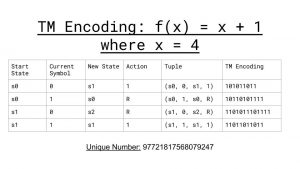 TM Encoding: f(x) = x + 1
where x = 4
Start State | Current Symbol | New State | Action | Tuple | TM Encoding
s0 | 0 | s1 | 1 | (s0, 0, s1, 1) | 101011011
s0 | 1 | s0 | R | (s0, 1, s0, R) | 10110101111
s1 | 0 | s2 | R | (s1, 0, s2, R) | 1101011101111
s1 | 1 | s1 | 1 | (s1, 1, s1, 1) | 11011011011
Unique Number: 97721817568079247